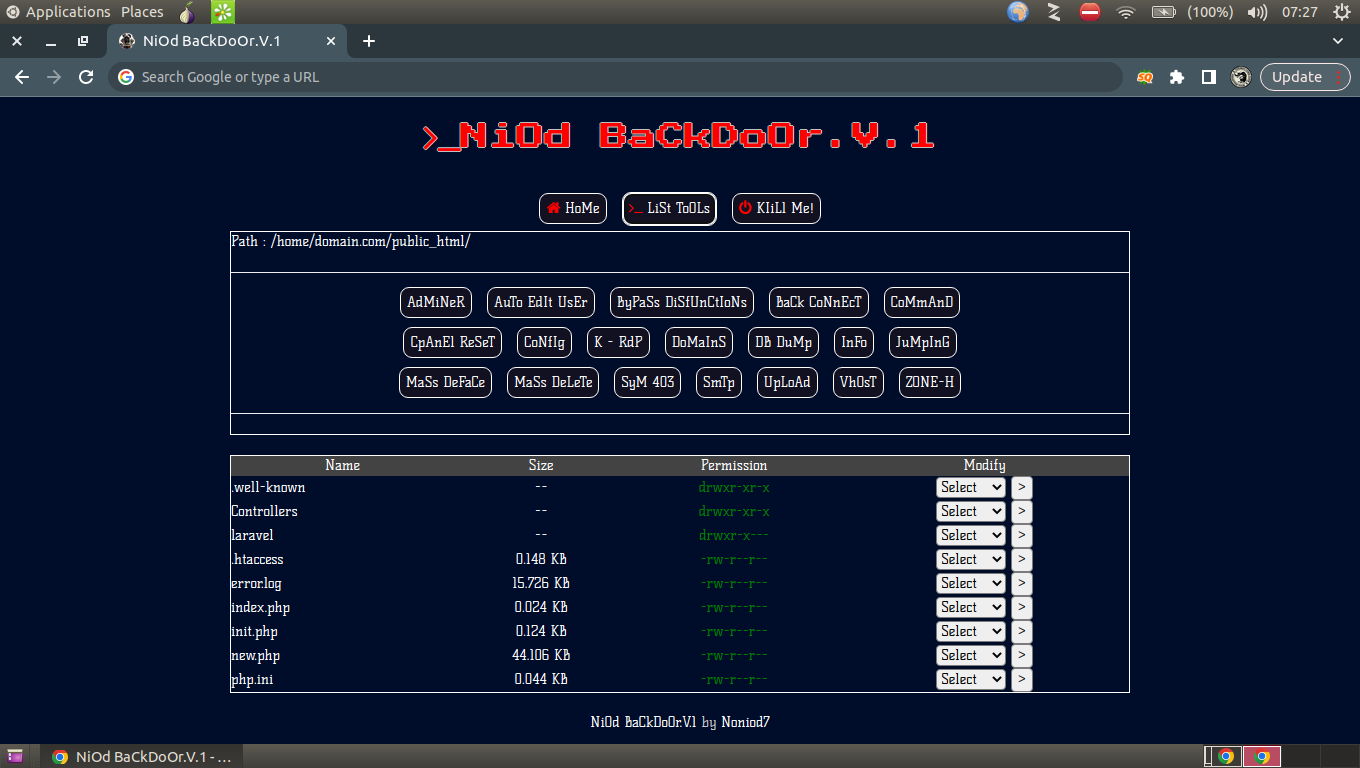 Applications Places (100%) 07:27
NiOd BaCkDoOr.V.1
Search Google or type a URL SQ Update
>_NiOd BaCkDoOr.V.1
HoMe >_ LiSt ToOLs KIiLl Me!
Path : /home/domain.com/public_html/
AdMiNeR AuTo EdIt UsEr ByPaSs DiSfUnCtIoNs BaCk CoNnEcT CoMmAnD
CpAnEl ReSeT CoNfIg K - RdP DoMaInS DB DuMp InFo JuMpInG
MaSs DeFaCe MaSs DeLeTe SyM 403 SmTp UpLoAd VhOsT ZONE-H
Name Size Permission Modify
.well-known -- drwxr-xr-x Select >
Controllers -- drwxr-xr-x Select >
laravel -- drwxr-x--- Select >
.htaccess 0.148 KB -rw-r--r-- Select >
error.log 15.726 KB -rw-r--r-- Select >
index.php 0.024 KB -rw-r--r-- Select >
init.php 0.124 KB -rw-r--r-- Select >
new.php 44.106 KB -rw-r--r-- Select >
php.ini 0.044 KB -rw-r--r-- Select >
NiOd BaCkDoOr.V.1 by Noniod7
NiOd BaCkDoOr.V.1 - ...